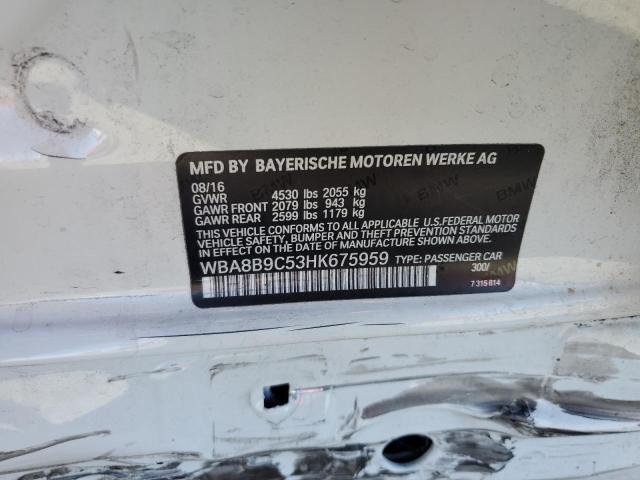 MFD BY BAYERISCHE MOTOREN WERKE AG
08/16
GVWR 4530 lbs 2055 kg
GAWR FRONT 2079 lbs 943 kg
GAWR REAR 2599 lbs 1179 kg
THIS VEHICLE CONFORMS TO ALL APPLICABLE U.S.FEDERAL MOTOR
VEHICLE SAFETY, BUMPER, AND THEFT PREVENTION STANDARDS
IN EFFECT ON THE DATE OF MANUFACTURE SHOWN ABOVE.
WBA8B9C53HK675959 TYPE: PASSENGER CAR
300/
7 315 814